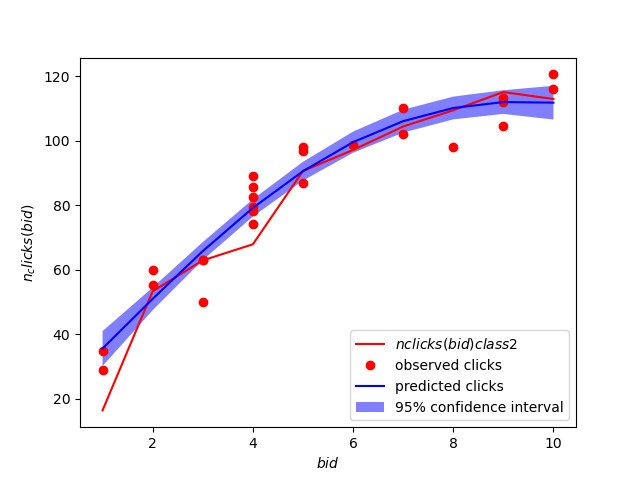 120
100
80
60
40
20
n_clicks(bid)
2
4
6
8
10
bid
nclicks(bid)class2
observed clicks
predicted clicks
95% confidence interval